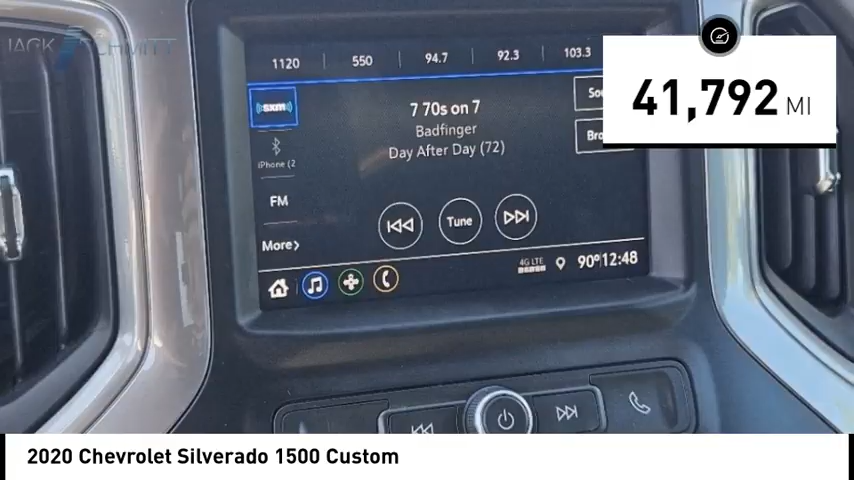 JACK SCHMITT
1120 550 94.7 92.3 103.3
sxm
7 70s on 7
Badfinger
Day After Day (72)
iPhone (2
FM
Tune
More
4G LTE
90° 12:48
41,792 MI
2020 Chevrolet Silverado 1500 Custom